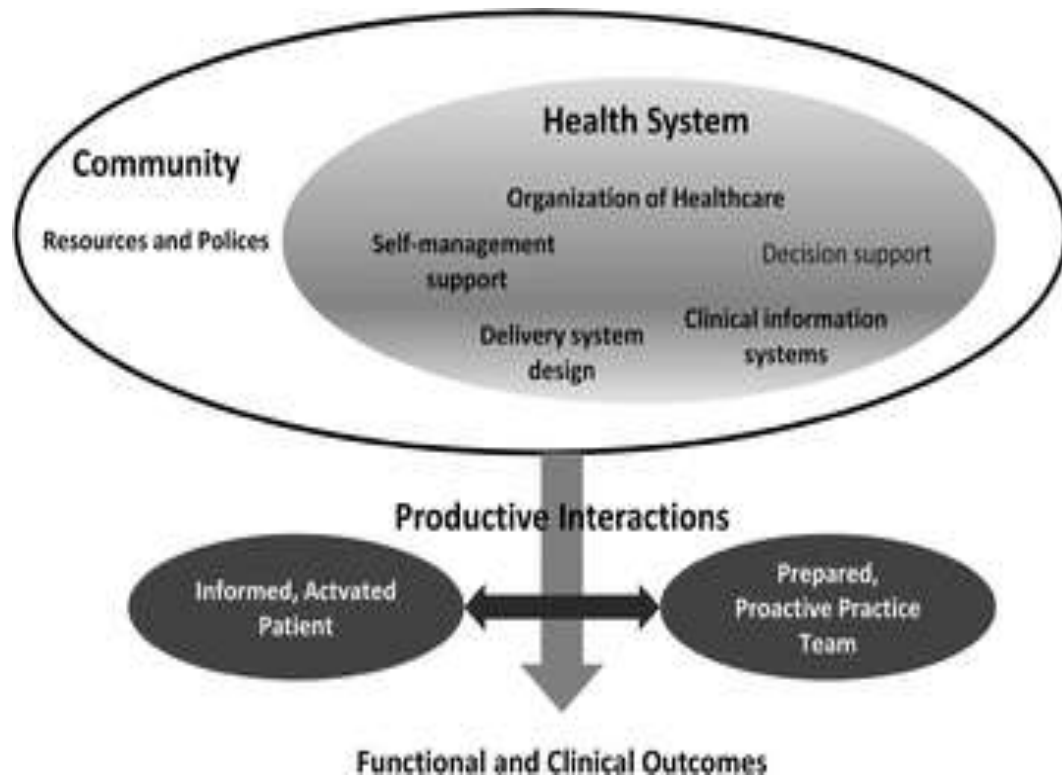 Health System
Community
Organization of Healthcare
Resources and Polices
Self-management
support
Decision support
Delivery system
design
Clinical information
systems
Productive Interactions
Informed, Actvated
Patient
Prepared,
Proactive Practice
Team
Functional and Clinical Outcomes